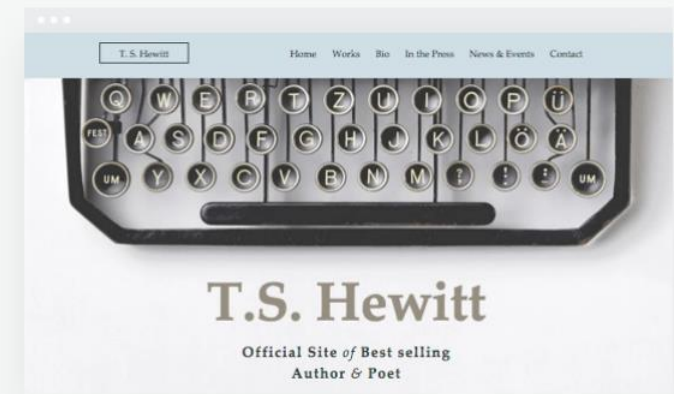 T. S. Hewitt
Home Works Bio In the Press News & Events Contact
Q W E R T Z U I O P Ü
FEST A S D F G H J K L Ö Ä
UM Y X C V B N M ? ! : UM
T.S. Hewitt
Official Site of Best selling
Author & Poet